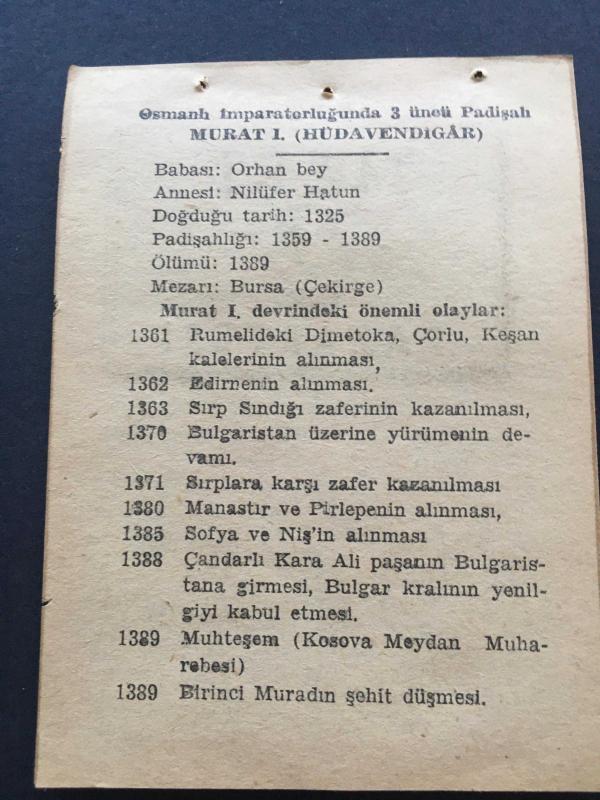 Osmanlı İmparatorluğunda 3 üncü Padişah
MURAT I. (HÜDAVENDİGÂR)
Babası: Orhan bey
Annesi: Nilüfer Hatun
Doğduğu tarih: 1325
Padişahlığı: 1359 - 1389
Ölümü: 1389
Mezarı: Bursa (Çekirge)
Murat I. devrindeki önemli olaylar:
1361 Rumelideki Dimetoka, Çorlu, Keşan
kalelerinin alınması,
1362 Edirnenin alınması.
1363 Sırp Sındığı zaferinin kazanılması,
1370 Bulgaristan üzerine yürümenin de-
vamı.
1371 Sırplara karşı zafer kazanılması
1380 Manastır ve Pirlepenin alınması,
1385 Sofya ve Niş'in alınması
1388 Çandarlı Kara Ali paşanın Bulgaris-
tana girmesi, Bulgar kralının yenil-
giyi kabul etmesi.
1389 Muhteşem (Kosova Meydan Muha-
rebesi)
1389 Birinci Muradın şehit düşmesi.